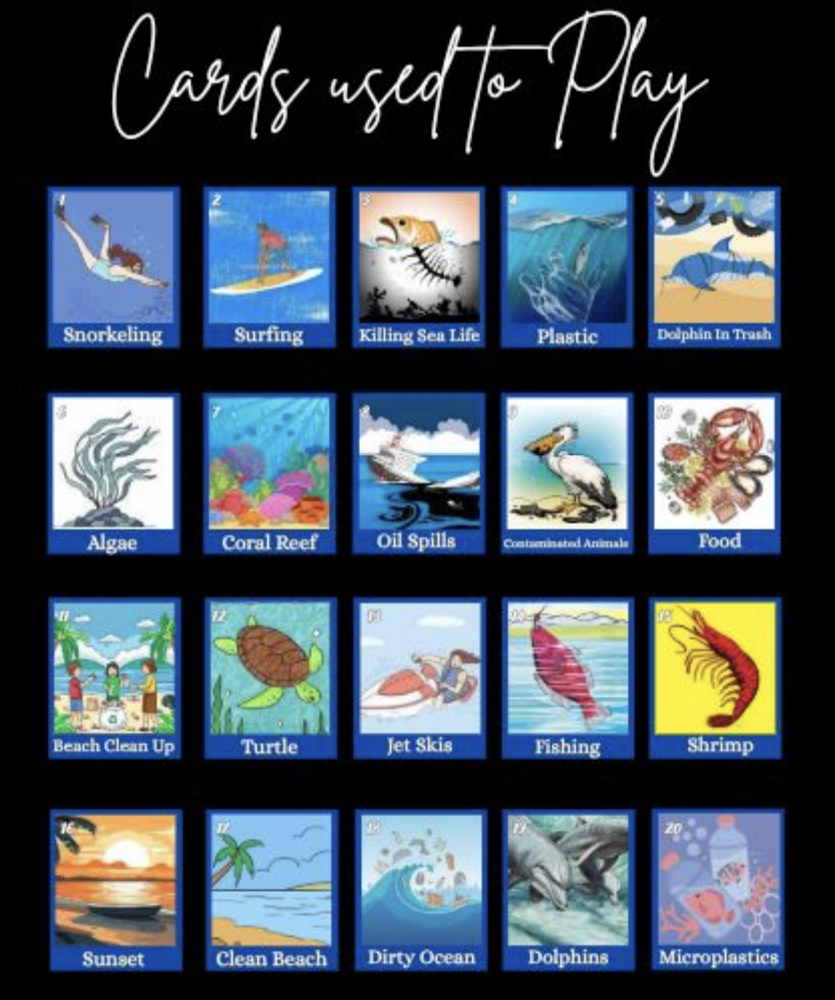 Cards used to Play
1 2 3 4 5
Snorkeling Surfing Killing Sea Life Plastic Dolphin In Trash
6 7 8 9 10
Algae Coral Reef Oil Spills Contaminated Animals Food
11 12 13 14 15
Beach Clean Up Turtle Jet Skis Fishing Shrimp
16 17 18 19 20
Sunset Clean Beach Dirty Ocean Dolphins Microplastics